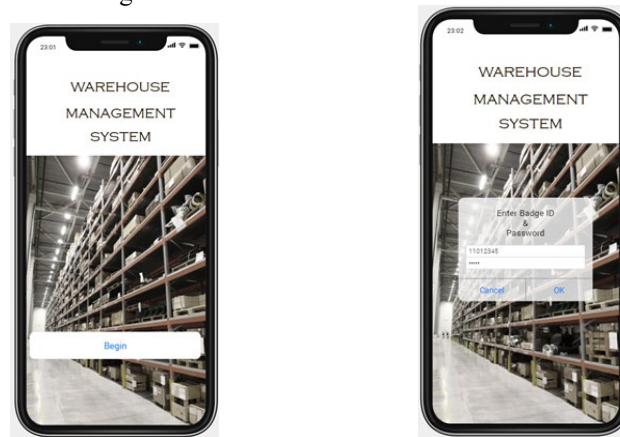 23:01
WAREHOUSE
MANAGEMENT
SYSTEM
Begin
23:02
WAREHOUSE
MANAGEMENT
SYSTEM
Enter Badge ID
&
Password
11012345
•••••
Cancel
OK